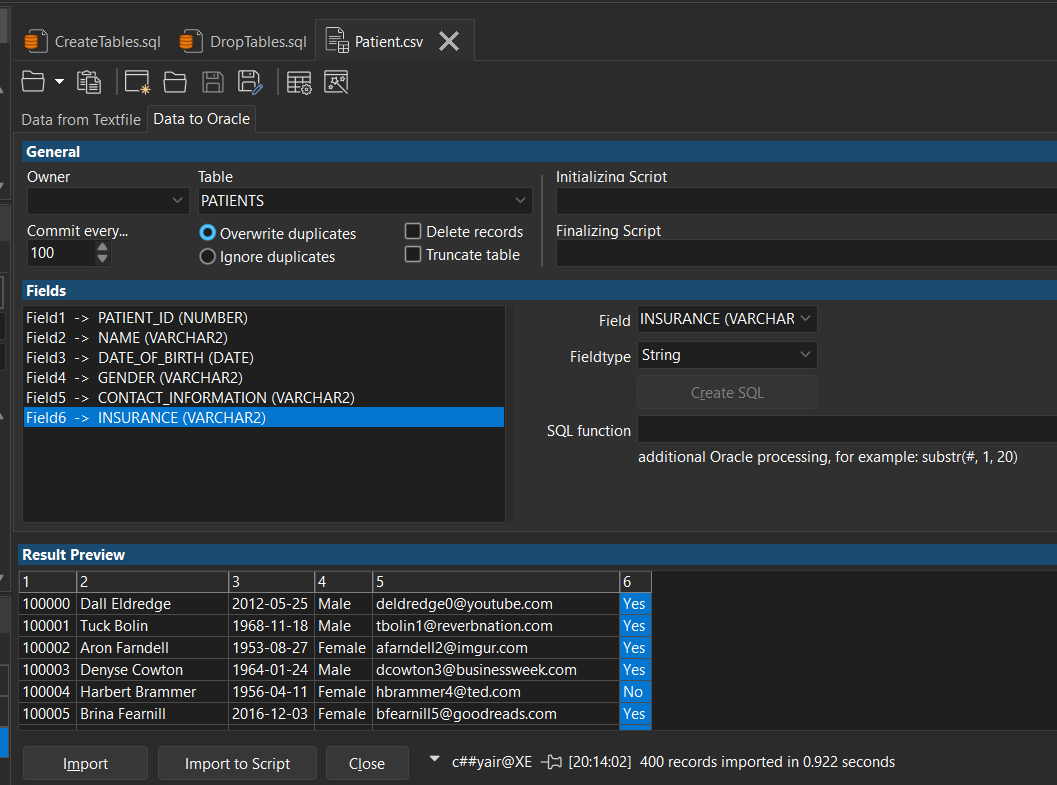 CreateTables.sql DropTables.sql Patient.csv
Data from Textfile Data to Oracle
General
Owner Table Initializing Script
PATIENTS
Commit every... Overwrite duplicates Delete records Finalizing Script
100 Ignore duplicates Truncate table
Fields
Field1 -> PATIENT_ID (NUMBER)
Field2 -> NAME (VARCHAR2)
Field3 -> DATE_OF_BIRTH (DATE)
Field4 -> GENDER (VARCHAR2)
Field5 -> CONTACT_INFORMATION (VARCHAR2)
Field6 -> INSURANCE (VARCHAR2)
Field INSURANCE (VARCHAR
Fieldtype String
Create SQL
SQL function
additional Oracle processing, for example: substr(#, 1, 20)
Result Preview
1 2 3 4 5 6
100000 Dall Eldredge 2012-05-25 Male deldredge0@youtube.com Yes
100001 Tuck Bolin 1968-11-18 Male tbolin1@reverbnation.com Yes
100002 Aron Farndell 1953-08-27 Female afarndell2@imgur.com Yes
100003 Denyse Cowton 1964-01-24 Male dcowton3@businessweek.com Yes
100004 Harbert Brammer 1956-04-11 Female hbrammer4@ted.com No
100005 Brina Fearnill 2016-12-03 Female bfearnill5@goodreads.com Yes
Import Import to Script Close c##yair@XE [20:14:02] 400 records imported in 0.922 seconds